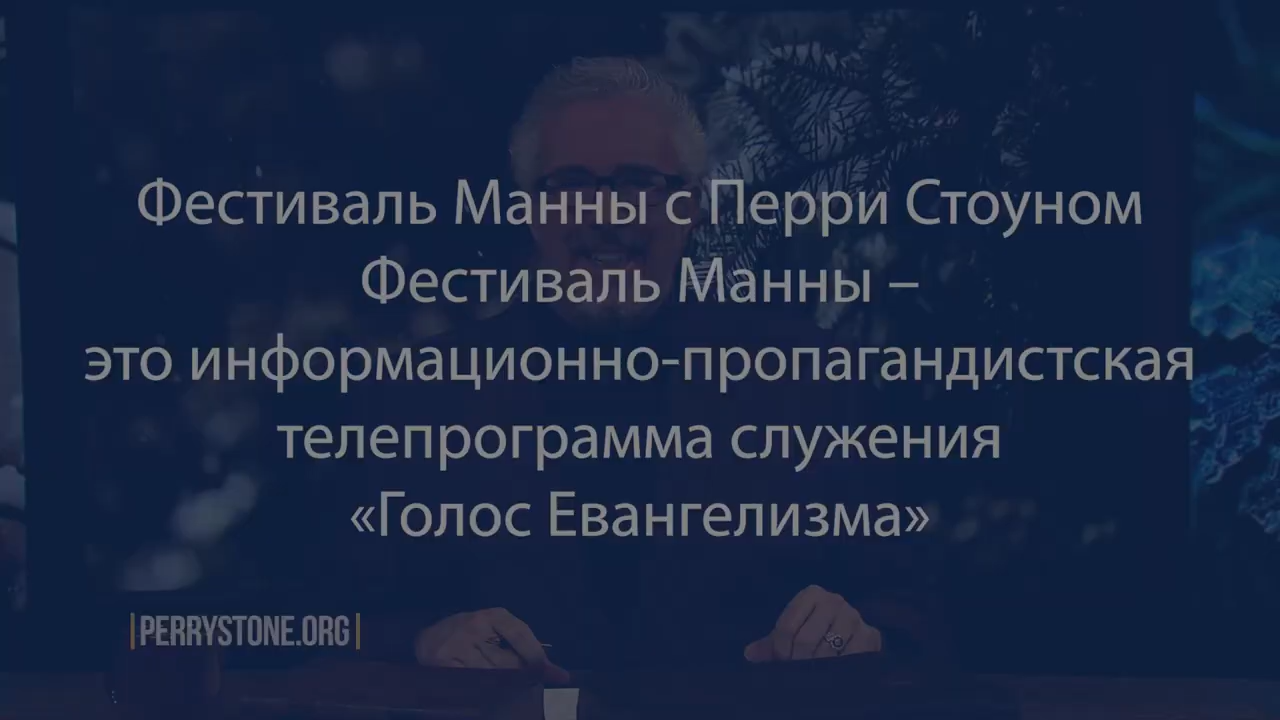 Фестиваль Манны с Перри Стоуном
Фестиваль Манны –
это информационно-пропагандистская
телепрограмма служения
«Голос Евангелизма»
|PERRYSTONE.ORG|